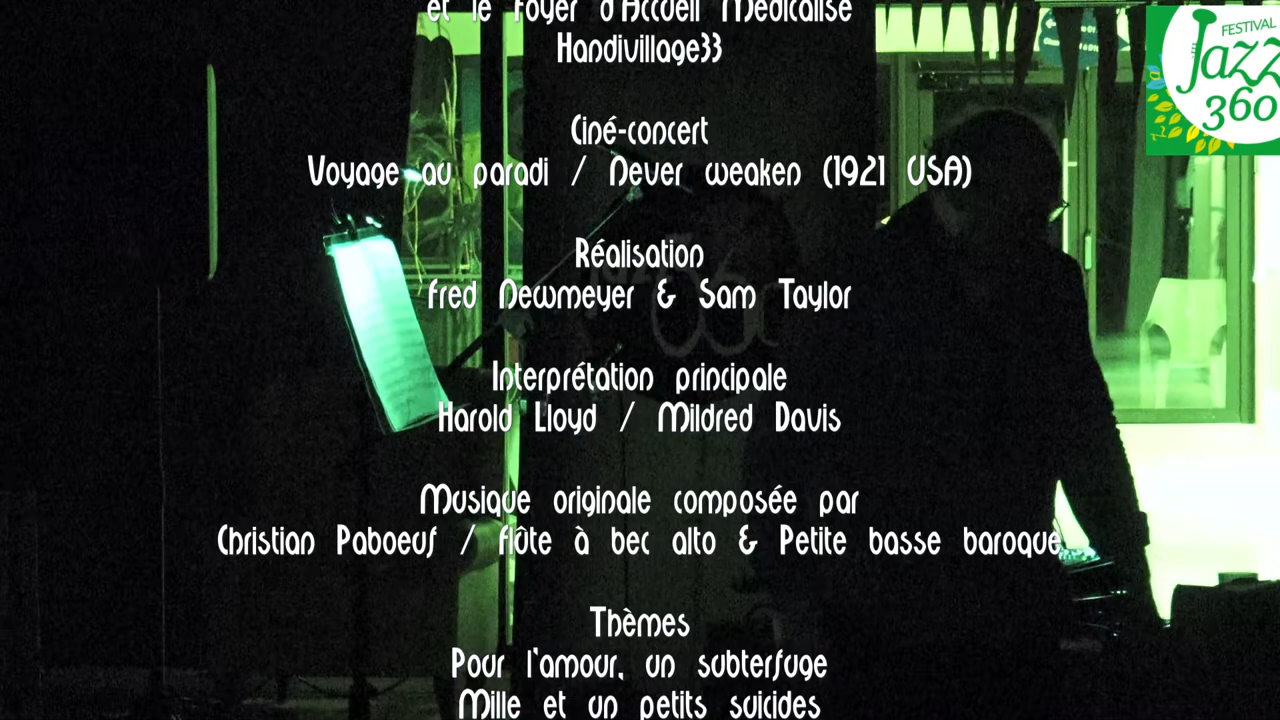 et le Foyer d'Accueil Médicalisé
Handivillage33
Ciné-concert
Voyage au paradi / Never weaken (1921 USA)
Réalisation
Fred Newmeyer & Sam Taylor
Interprétation principale
Harold Lloyd / Mildred Davis
Musique originale composée par
Christian Paboeuf / flûte à bec alto & Petite basse baroque
Thèmes
Pour l'amour, un subterfuge
Mille et un petits suicides
FESTIVAL
Jazz
360